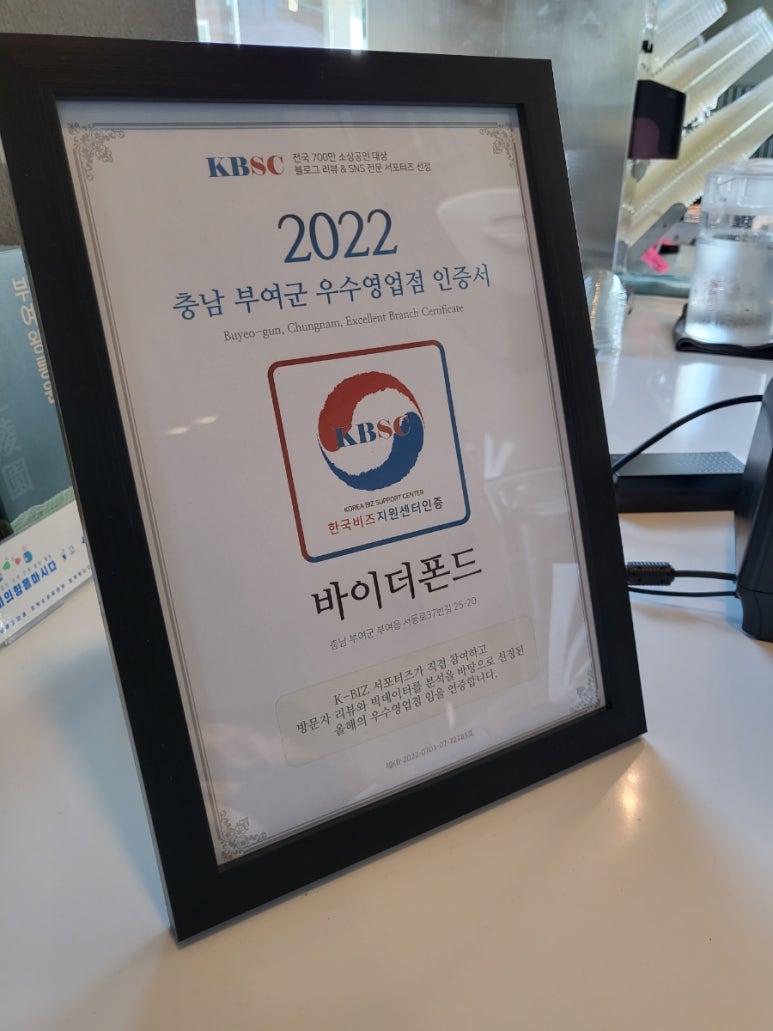 KBSC
전국 700만 소상공인 대상
블로그 리뷰 & SNS 전문 서포터즈 선정
2022
충남 부여군 우수영업점 인증서
Buyeo-gun, Chungnam, Excellent Branch Certificate
KBSC
KOREA BIZ SUPPORT CENTER
한국비즈지원센터인증
바이더폰드
충남 부여군 부여읍 서동로37번길 25-20
K-BIZ 서포터즈가 직접 참여하고
방문자 리뷰와 빅데이터를 분석을 바탕으로 선정된
올해의 우수영업점 임을 인증합니다.
陵園